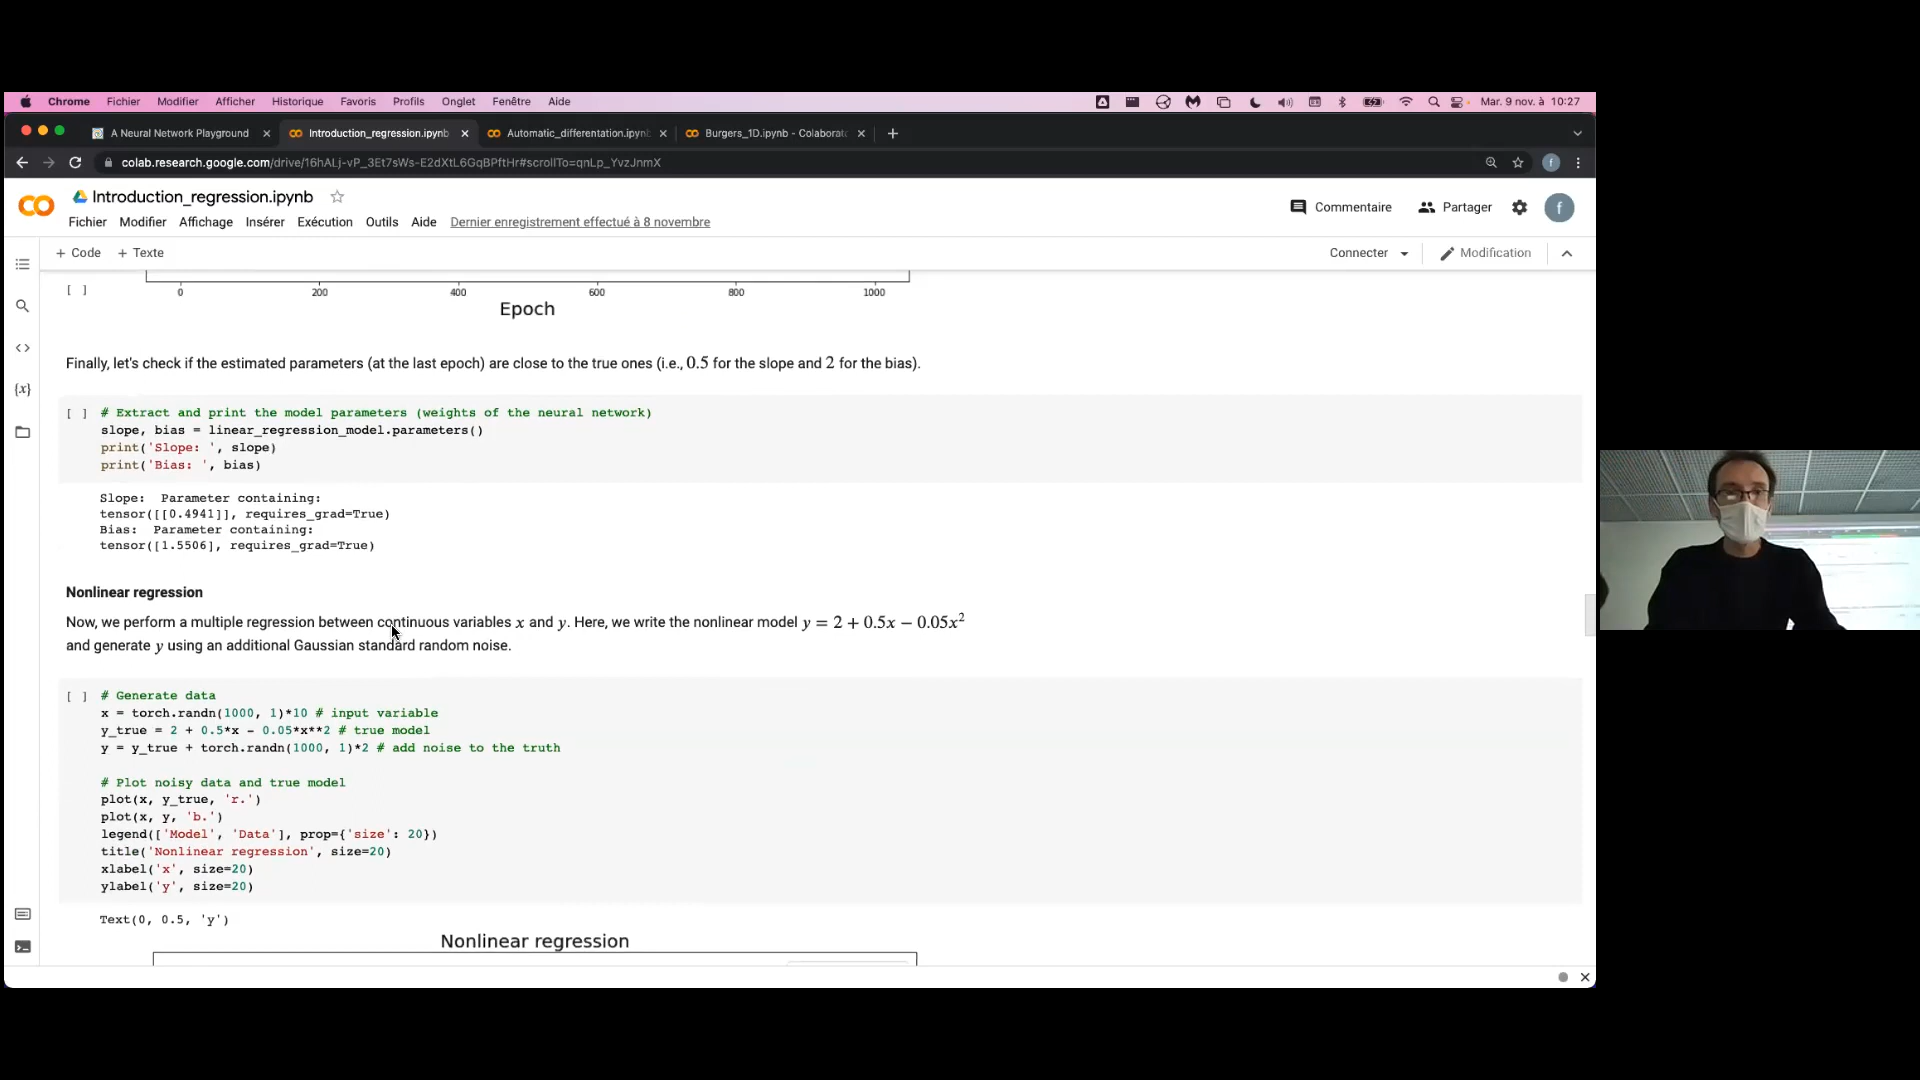 Chrome Fichier Modifier Afficher Historique Favoris Profils Onglet Fenêtre Aide Mar. 9 nov. à 10:27
A Neural Network Playground Introduction_regression.ipynb Automatic_differentation.ipynb Burgers_1D.ipynb - Colaborat
colab.research.google.com/drive/16hALj-vP_3Et7sWs-E2dXtL6GqBPftHr#scrollTo=qnLp_YvzJnmX f
Introduction_regression.ipynb
Commentaire Partager f
Fichier Modifier Affichage Insérer Exécution Outils Aide Dernier enregistrement effectué à 8 novembre
+ Code + Texte Connecter Modification
[ ]
0 200 400 600 800 1000
Epoch
Finally, let's check if the estimated parameters (at the last epoch) are close to the true ones (i.e., 0.5 for the slope and 2 for the bias).
[ ] # Extract and print the model parameters (weights of the neural network)
slope, bias = linear_regression_model.parameters()
print('Slope: ', slope)
print('Bias: ', bias)
Slope:  Parameter containing:
tensor([[0.4941]], requires_grad=True)
Bias:  Parameter containing:
tensor([1.5506], requires_grad=True)
Nonlinear regression
Now, we perform a multiple regression between continuous variables x and y. Here, we write the nonlinear model y = 2 + 0.5x − 0.05x²
and generate y using an additional Gaussian standard random noise.
[ ] # Generate data
x = torch.randn(1000, 1)*10 # input variable
y_true = 2 + 0.5*x - 0.05*x**2 # true model
y = y_true + torch.randn(1000, 1)*2 # add noise to the truth
# Plot noisy data and true model
plot(x, y_true, 'r.')
plot(x, y, 'b.')
legend(['Model', 'Data'], prop={'size': 20})
title('Nonlinear regression', size=20)
xlabel('x', size=20)
ylabel('y', size=20)
Text(0, 0.5, 'y')
Nonlinear regression